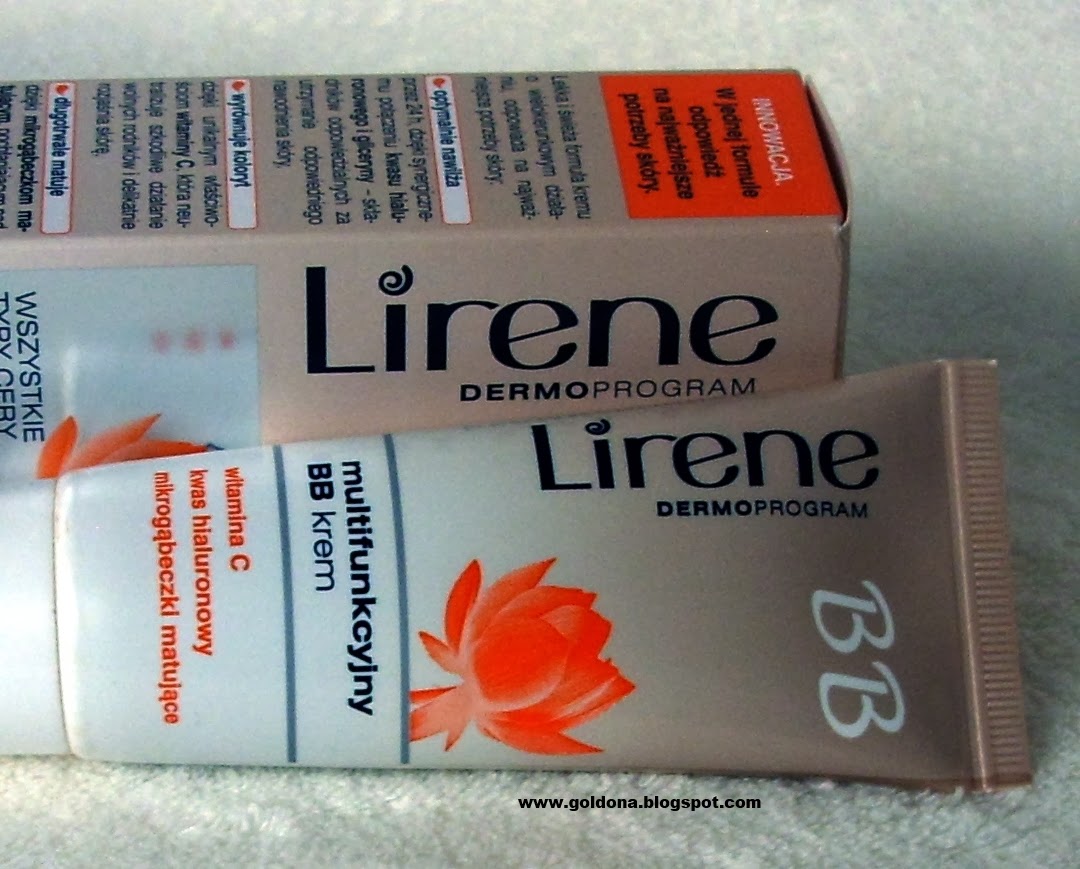 INNOWACJA.
W jednej formule
odpowiedź
na najważniejsze
potrzeby skóry.
Lekka i świeża formuła kremu
o wielokierunkowym działa-
niu, odpowiada na najważ-
niejsze potrzeby skóry:
optymalnie nawilża
przez 24 h, dzięki synergiczne-
mu połączeniu kwasu hialu-
ronowego i gliceryny - skła-
dników odpowiedzialnych za
utrzymanie odpowiedniego
nawodnienia skóry,
wyrównuje koloryt
dzięki unikalnym właściwo-
ściom witaminy C, która neu-
tralizuje szkodliwe działanie
wolnych rodników i delikatnie
rozjaśnia skórę,
długotrwale matuje
dzięki mikrogąbeczkom ma-
Lirene
DERMOPROGRAM
WSZYSTKIE
TYPY CERY
Lirene
DERMOPROGRAM
BB
multifunkcyjny
BB krem
witamina C
kwas hialuronowy
mikrogąbeczki matujące
www.goldona.blogspot.com